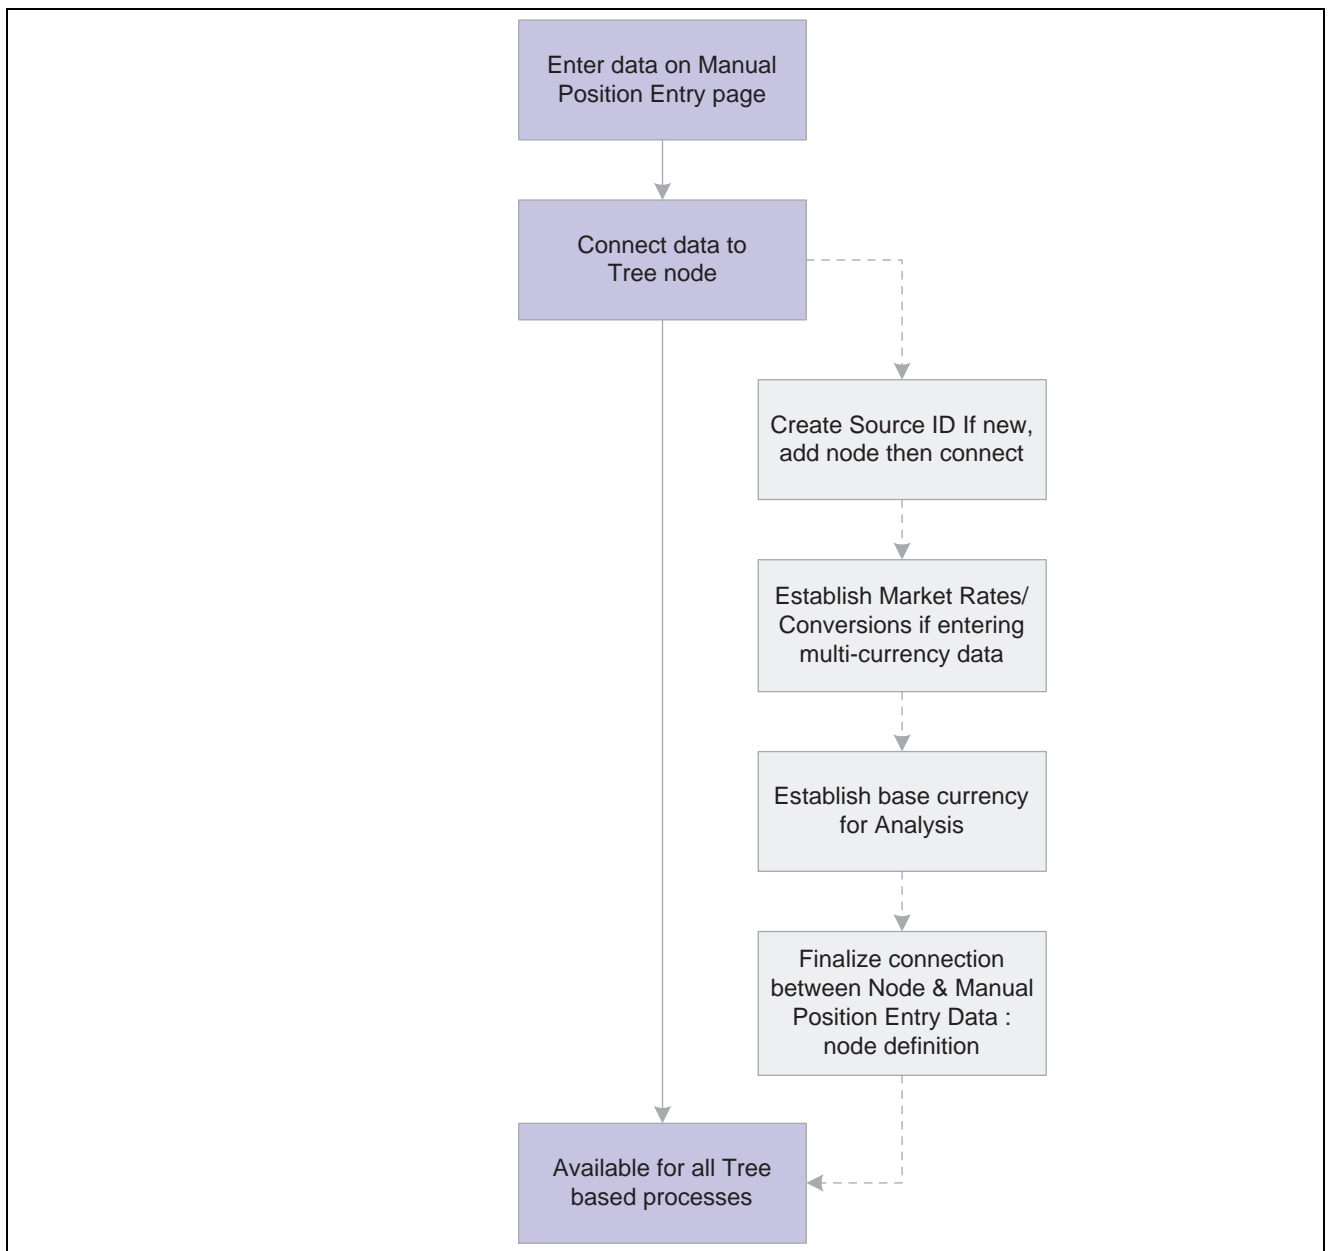 Enter data on Manual
Position Entry page
Connect data to
Tree node
Create Source ID If new,
add node then connect
Establish Market Rates/
Conversions if entering
multi-currency data
Establish base currency
for Analysis
Finalize connection
between Node & Manual
Position Entry Data :
node definition
Available for all Tree
based processes